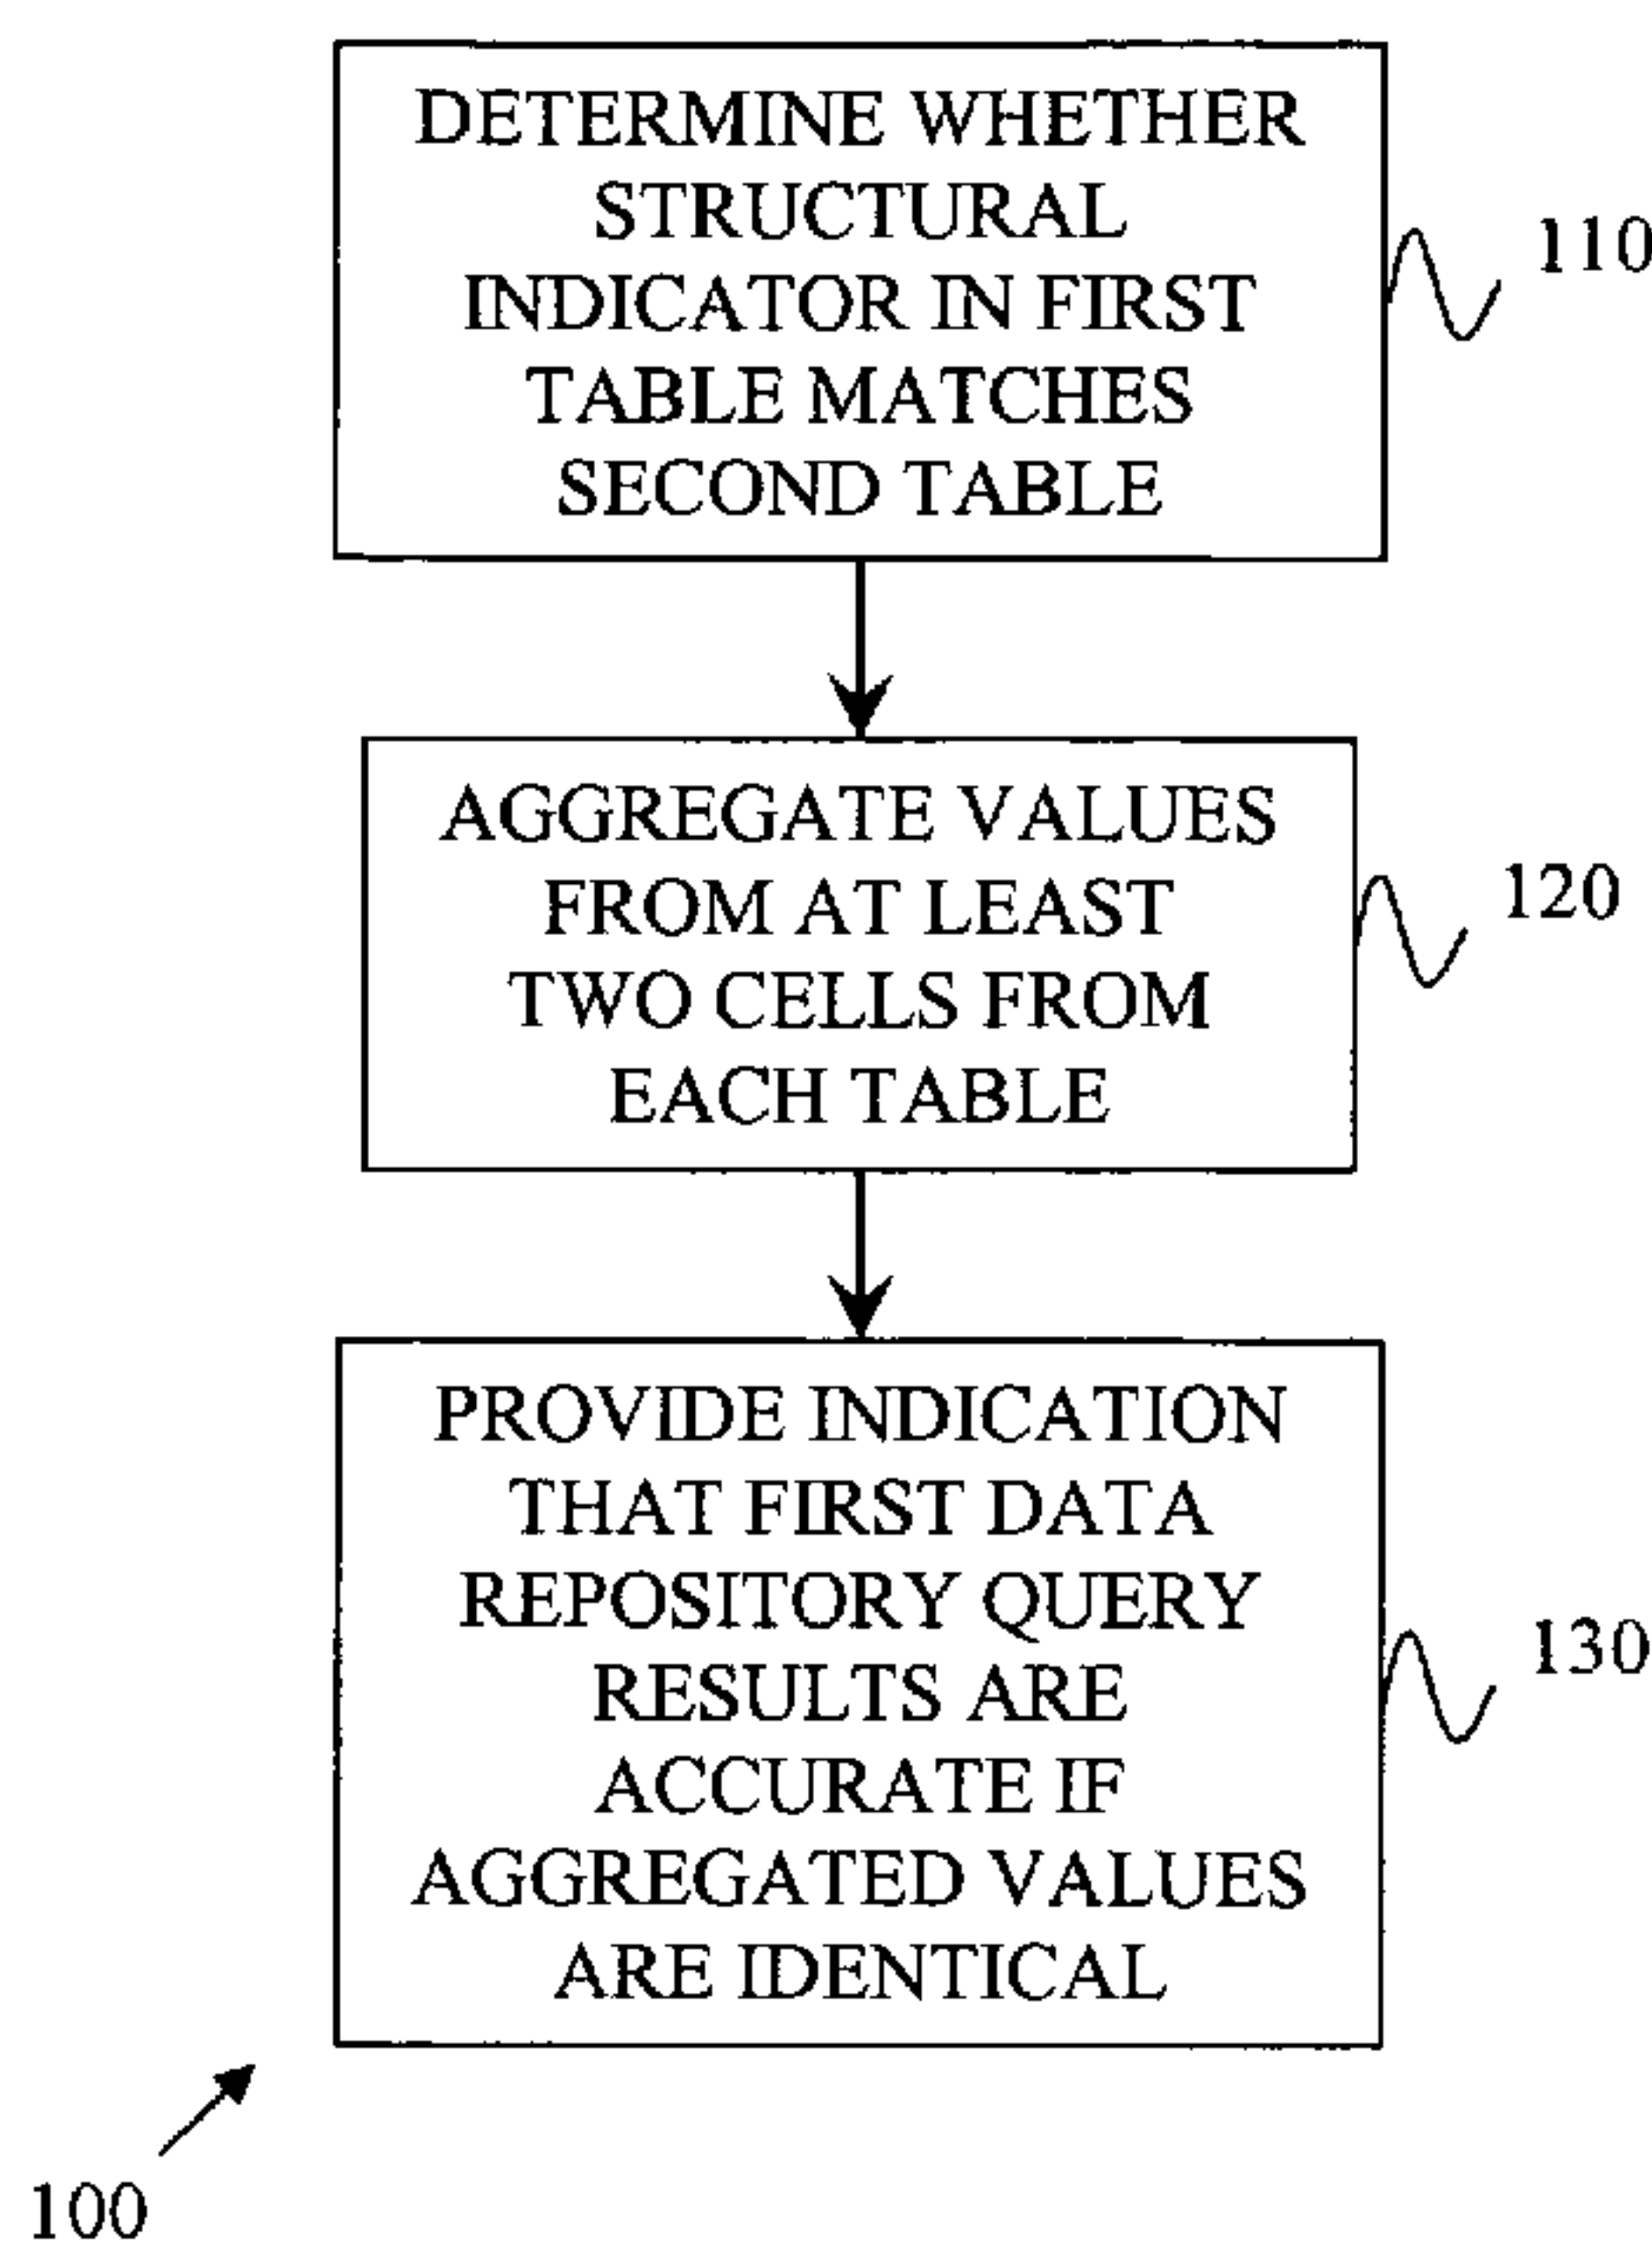 DETERMINE WHETHER
STRUCTURAL
INDICATOR IN FIRST
TABLE MATCHES
SECOND TABLE
110
AGGREGATE VALUES
FROM AT LEAST
TWO CELLS FROM
EACH TABLE
120
PROVIDE INDICATION
THAT FIRST DATA
REPOSITORY QUERY
RESULTS ARE
ACCURATE IF
AGGREGATED VALUES
ARE IDENTICAL
130
100